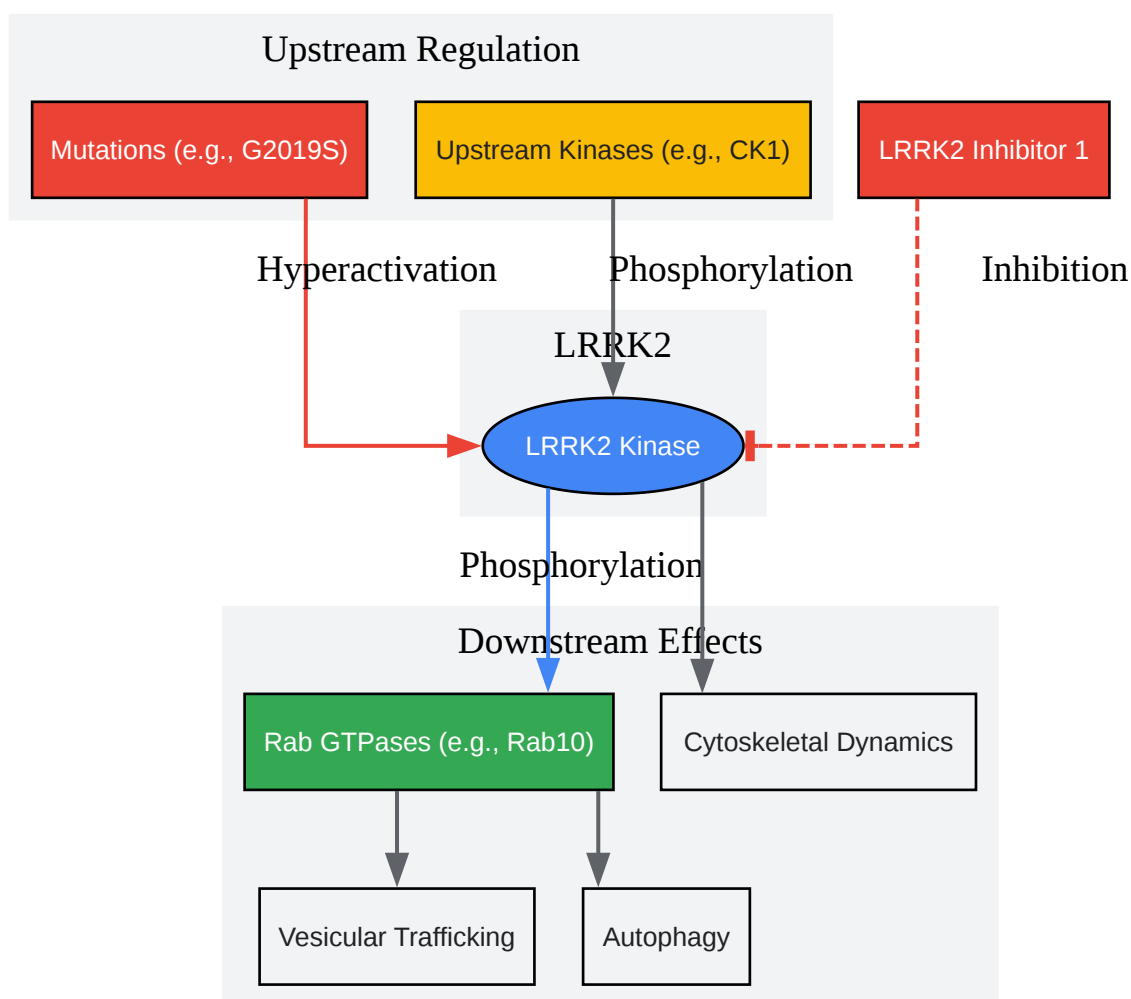 Upstream Regulation
Mutations (e.g., G2019S)
Upstream Kinases (e.g., CK1)
LRRK2 Inhibitor 1
Hyperactivation
Phosphorylation
Inhibition
LRRK2
LRRK2 Kinase
Phosphorylation
Downstream Effects
Rab GTPases (e.g., Rab10)
Cytoskeletal Dynamics
Vesicular Trafficking
Autophagy